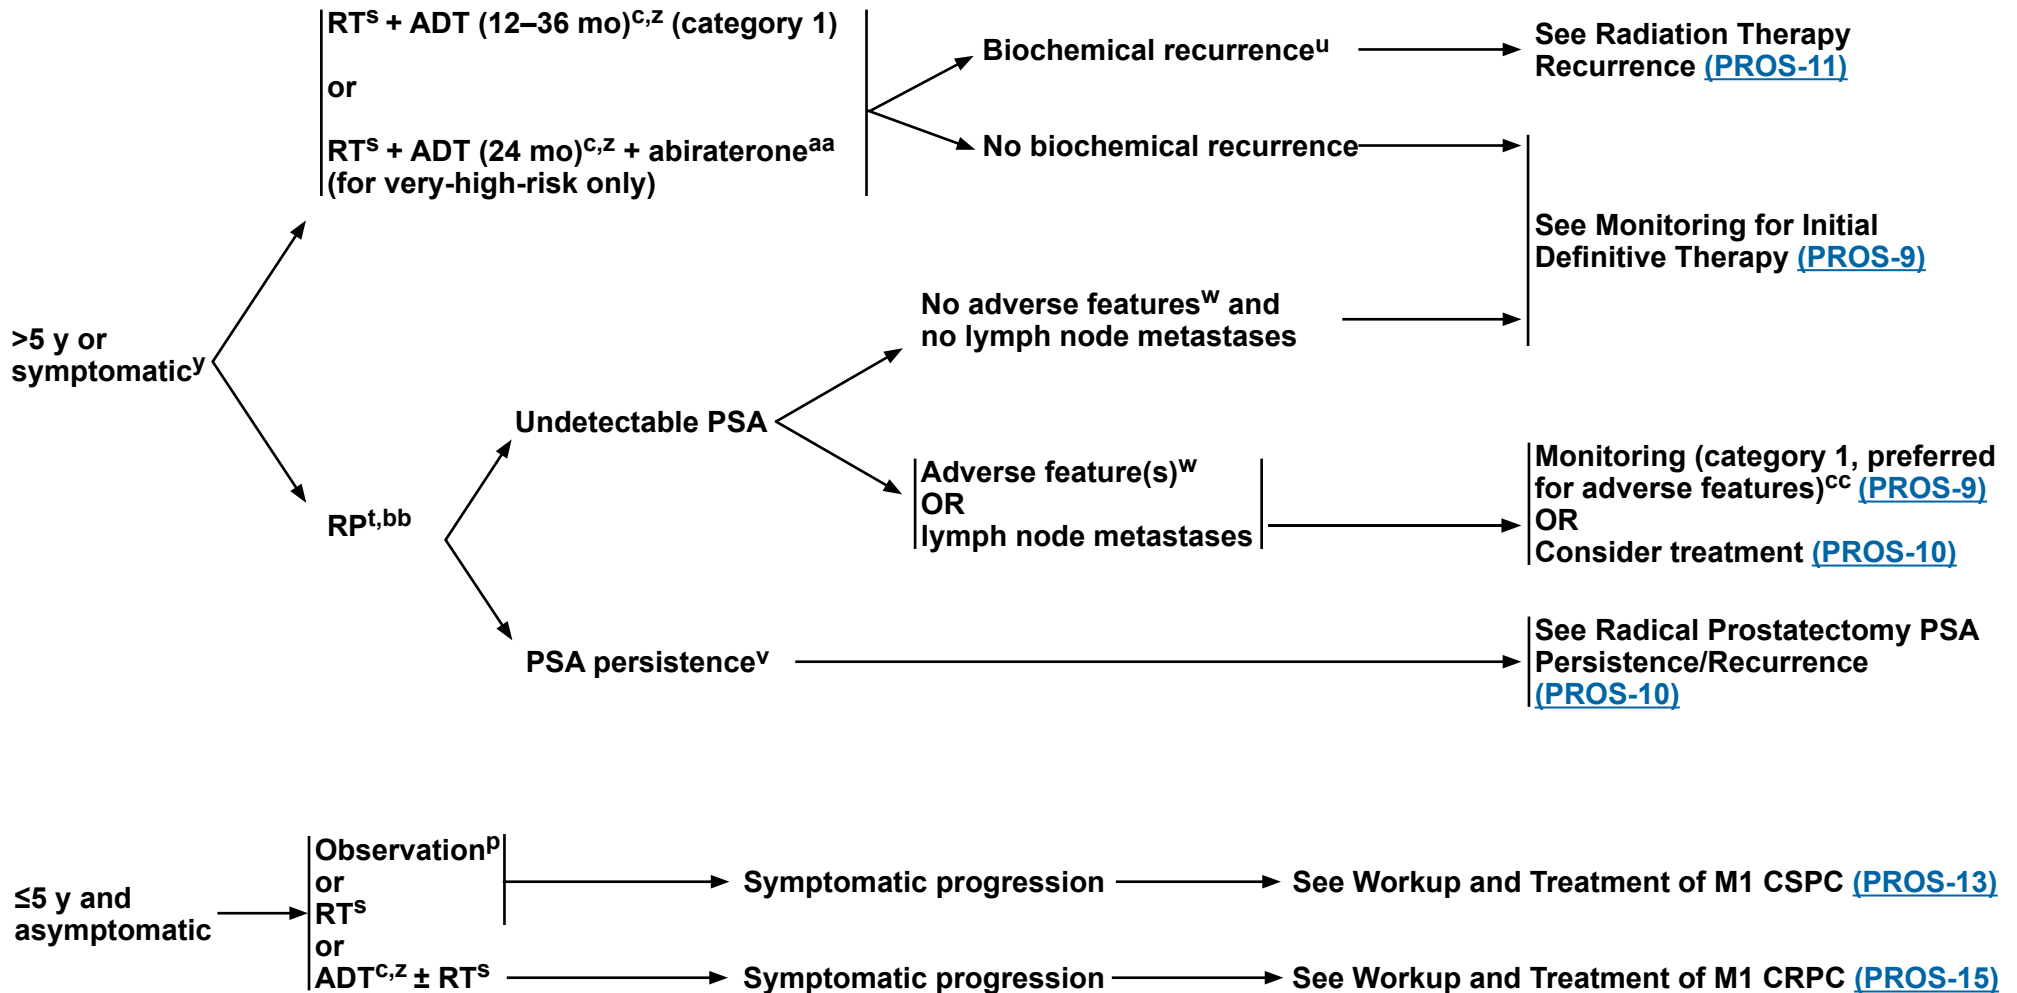 RTs + ADT (12–36 mo)c,z (category 1)
or
RTs + ADT (24 mo)c,z + abirateroneaa
(for very-high-risk only)
Biochemical recurrenceu
See Radiation Therapy
Recurrence (PROS-11)
No biochemical recurrence
See Monitoring for Initial
Definitive Therapy (PROS-9)
>5 y or
symptomaticy
No adverse featuresw and
no lymph node metastases
Undetectable PSA
Adverse feature(s)w
OR
lymph node metastases
Monitoring (category 1, preferred
for adverse features)cc (PROS-9)
OR
Consider treatment (PROS-10)
RPt,bb
PSA persistencev
See Radical Prostatectomy PSA
Persistence/Recurrence
(PROS-10)
≤5 y and
asymptomatic
Observationp
or
RTs
or
ADTc,z ± RTs
Symptomatic progression
See Workup and Treatment of M1 CSPC (PROS-13)
Symptomatic progression
See Workup and Treatment of M1 CRPC (PROS-15)